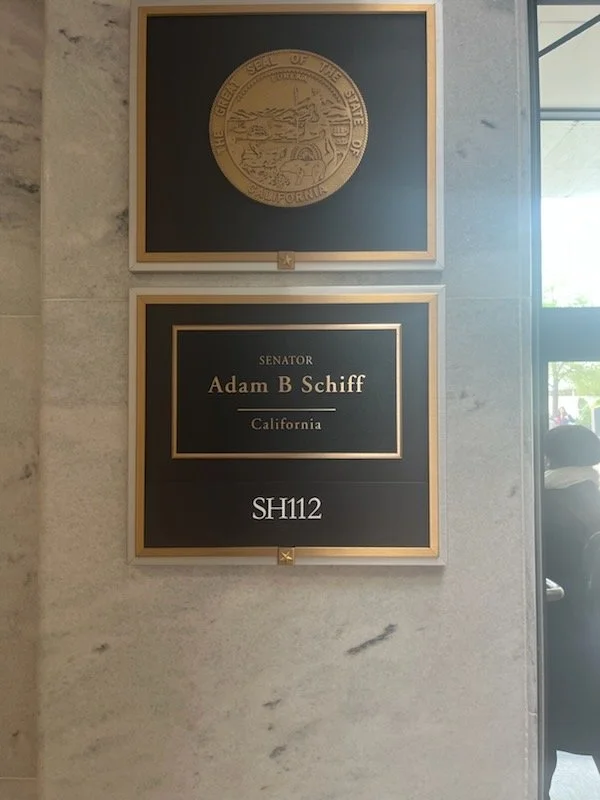 THE GREAT SEAL OF THE STATE OF CALIFORNIA
EUREKA
SENATOR
Adam B Schiff
California
SH112